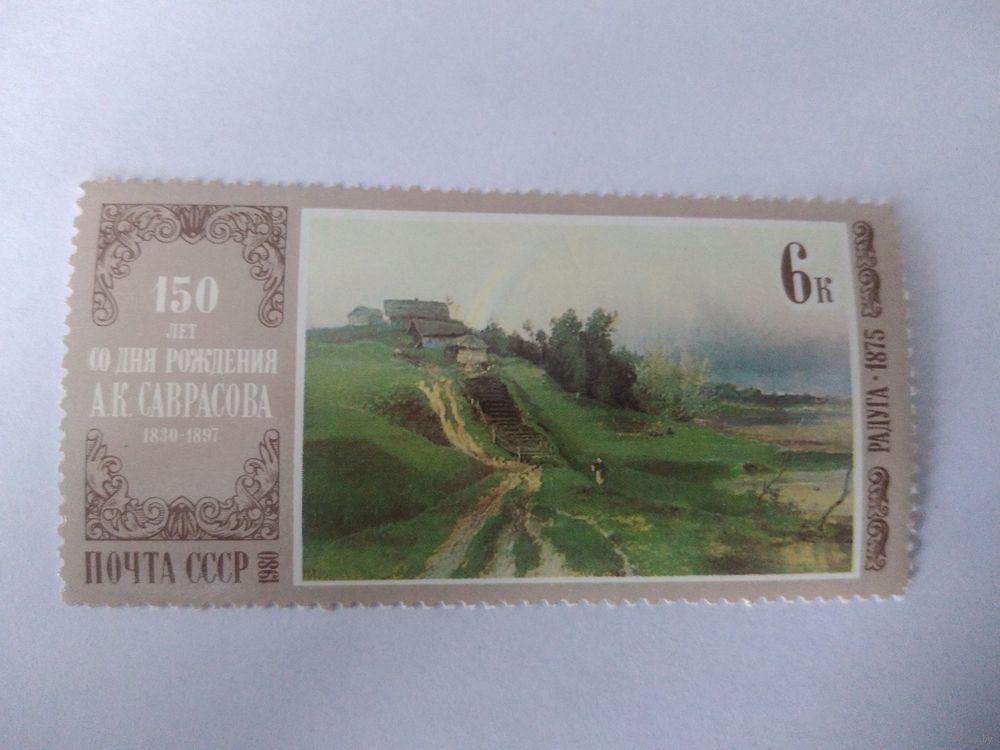 150
ЛЕТ
СО ДНЯ РОЖДЕНИЯ
А.К. САВРАСОВА
1830-1897
ПОЧТА СССР 1980
6к
РАДУГА · 1875